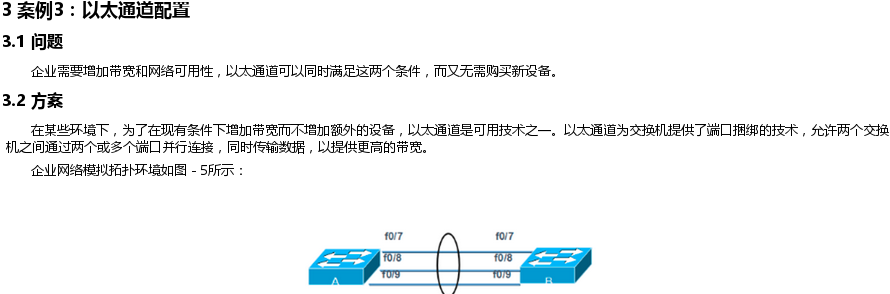 3 案例3：以太通道配置
3.1 问题
企业需要增加带宽和网络可用性，以太通道可以同时满足这两个条件，而又无需购买新设备。
3.2 方案
在某些环境下，为了在现有条件下增加带宽而不增加额外的设备，以太通道是可用技术之一。以太通道为交换机提供了端口捆绑的技术，允许两个交换
机之间通过两个或多个端口并行连接，同时传输数据，以提供更高的带宽。
企业网络模拟拓扑环境如图－5所示：
f0/7 f0/7
f0/8 f0/8
f0/9 f0/9
A B